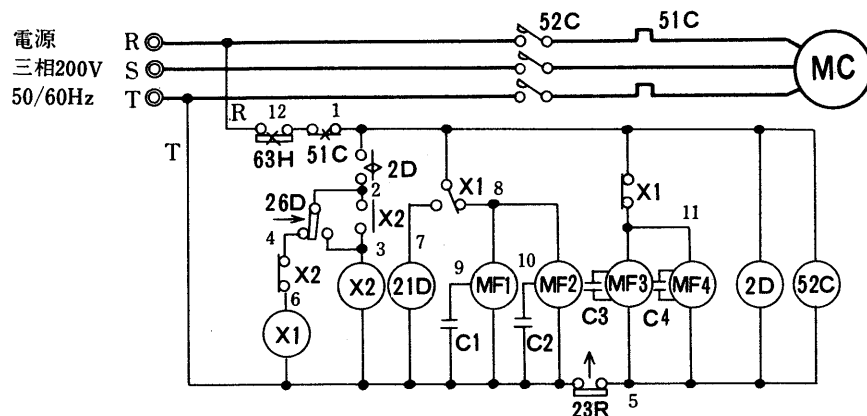 電源 R 52C 51C
三相200V S MC
50/60Hz T
T R 12 1
63H 51C 2D
26D 2 X1 8 X1
4 X2 3 7 11
X2 9 10
6 X2 21D MF1 MF2 MF3 MF4 2D 52C
X1 C1 C2 C3 C4
23R 5